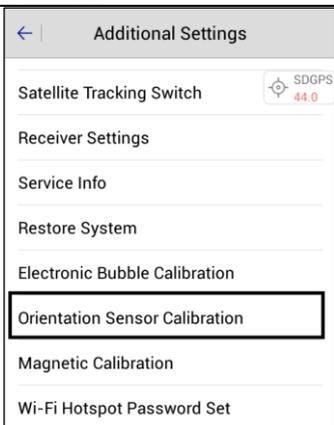 Additional Settings
Satellite Tracking Switch
SDGPS
44.0
Receiver Settings
Service Info
Restore System
Electronic Bubble Calibration
Orientation Sensor Calibration
Magnetic Calibration
Wi-Fi Hotspot Password Set